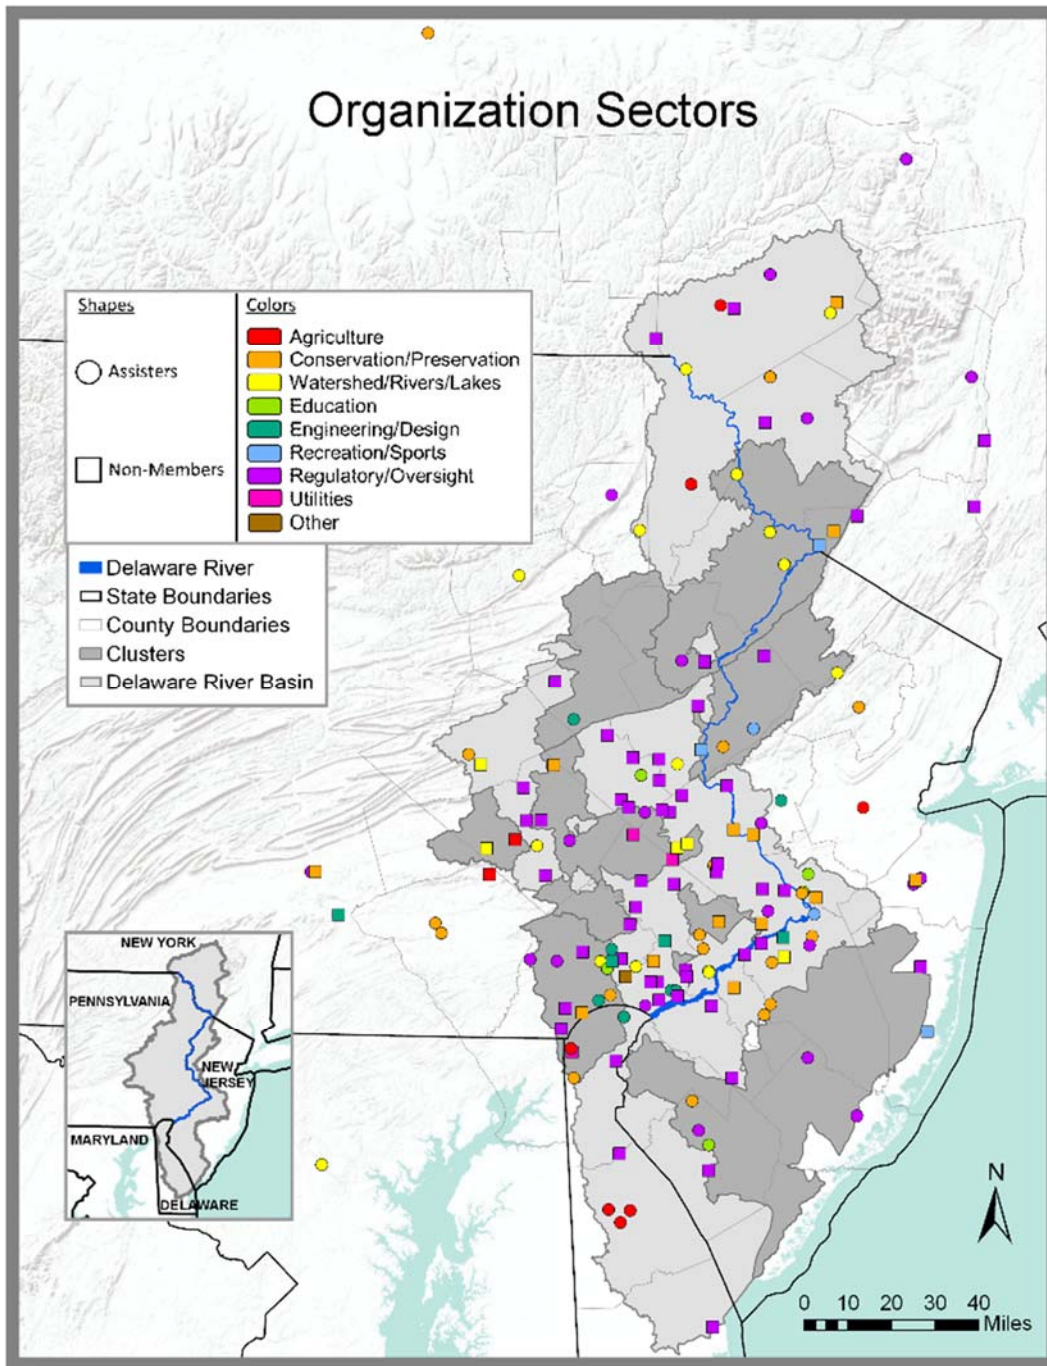 Organization Sectors
Shapes
Colors
Assisters
Non-Members
Agriculture
Conservation/Preservation
Watershed/Rivers/Lakes
Education
Engineering/Design
Recreation/Sports
Regulatory/Oversight
Utilities
Other
Delaware River
State Boundaries
County Boundaries
Clusters
Delaware River Basin
NEW YORK
PENNSYLVANIA
NEW
JERSEY
MARYLAND
DELAWARE
N
0 10 20 30 40
Miles